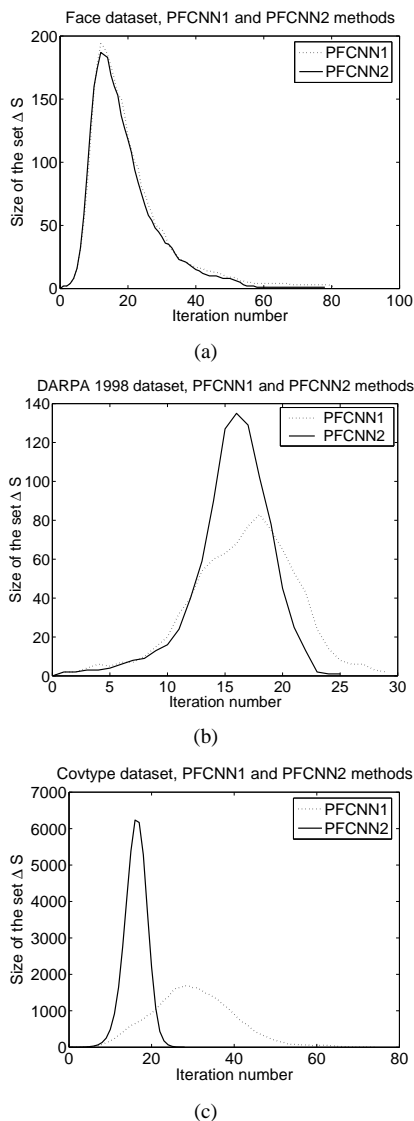 Face dataset, PFCNN1 and PFCNN2 methods
200
150
100
50
0
Size of the set Δ S
PFCNN1
PFCNN2
0 20 40 60 80 100
Iteration number
(a)
DARPA 1998 dataset, PFCNN1 and PFCNN2 methods
140
120
100
80
60
40
20
0
Size of the set Δ S
PFCNN1
PFCNN2
0 5 10 15 20 25 30
Iteration number
(b)
Covtype dataset, PFCNN1 and PFCNN2 methods
7000
6000
5000
4000
3000
2000
1000
0
Size of the set Δ S
PFCNN1
PFCNN2
0 20 40 60 80
Iteration number
(c)